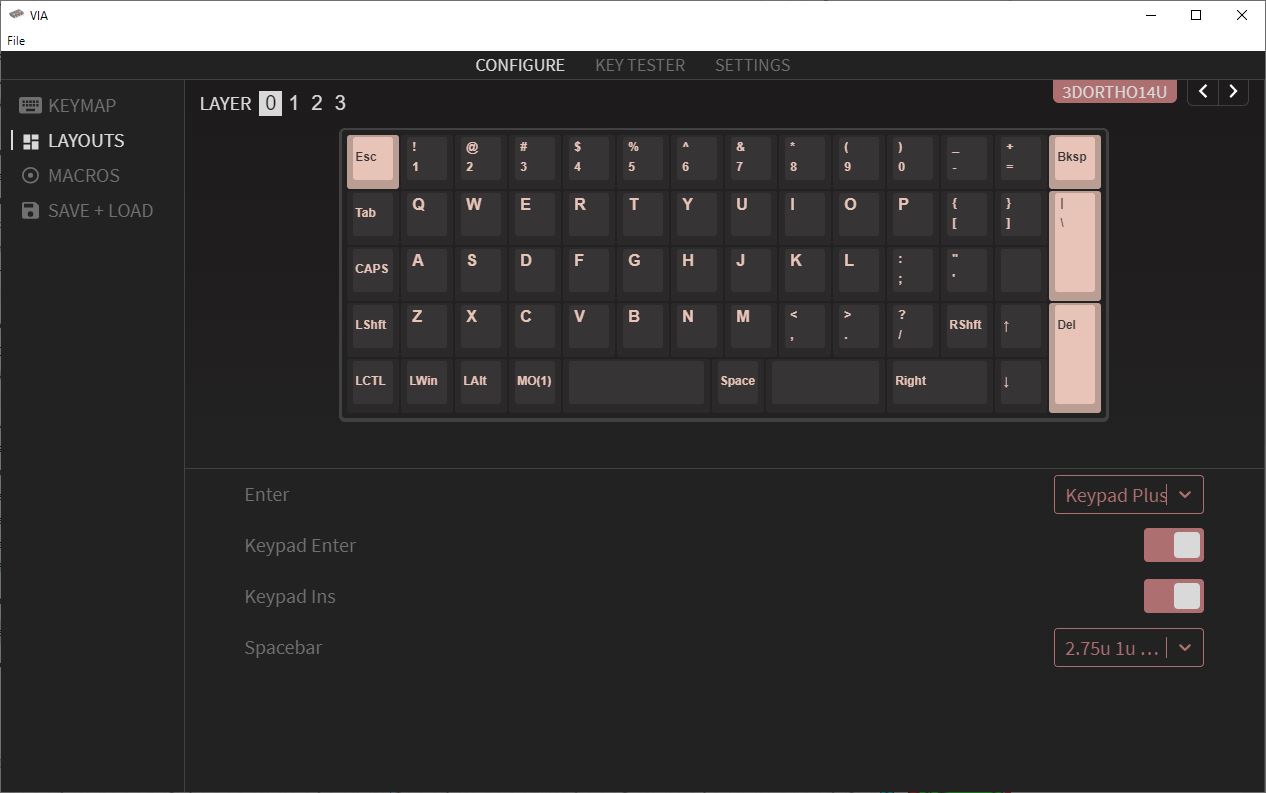 VIA
File
CONFIGURE KEY TESTER SETTINGS
KEYMAP
LAYOUTS
MACROS
SAVE + LOAD
LAYER 0 1 2 3
3DORTHO14U
Esc ! 1 @ 2 # 3 $ 4 % 5 ^ 6 & 7 * 8 ( 9 ) 0 _ - + = Bksp
Tab Q W E R T Y U I O P { [ } ] | \
CAPS A S D F G H J K L : ; " '
LShft Z X C V B N M < , > . ? / RShft ↑ Del
LCTL LWin LAlt MO(1) Space Right ↓
Enter Keypad Plus
Keypad Enter
Keypad Ins
Spacebar 2.75u 1u ...